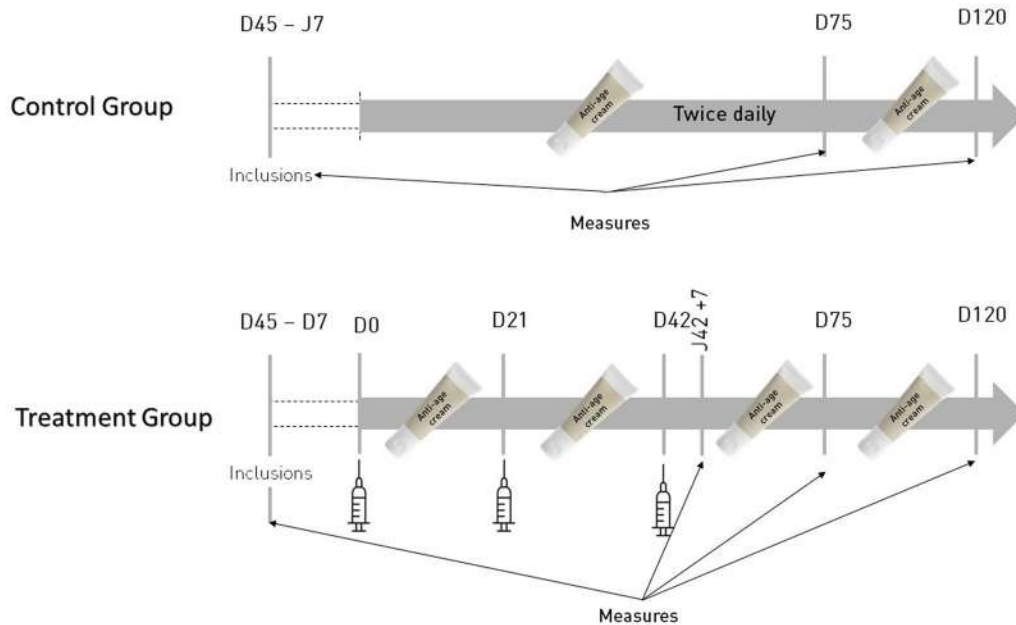 D45 – J7
D75
D120
Control Group
Anti-age
cream
Twice daily
Anti-age
cream
Inclusions
Measures
D45 – D7
D0
D21
D42
J42 +7
D75
D120
Treatment Group
Anti-age
cream
Anti-age
cream
Anti-age
cream
Anti-age
cream
Inclusions
Measures